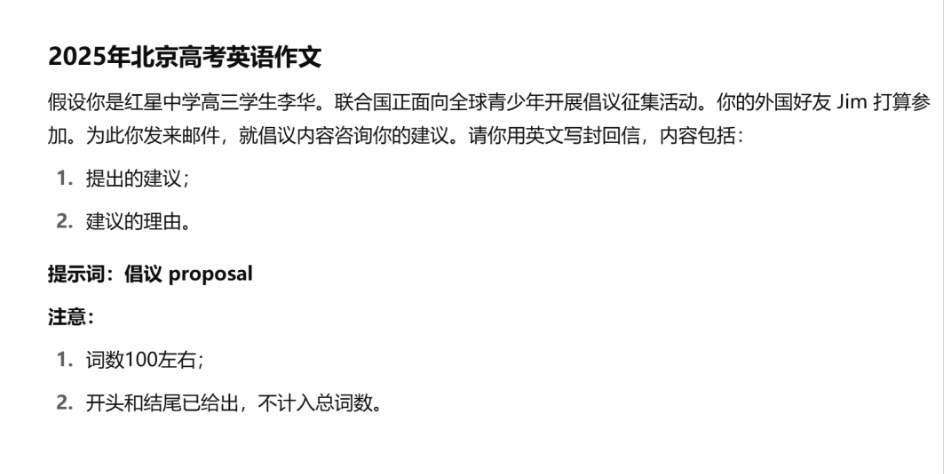 2025年北京高考英语作文
假设你是红星中学高三学生李华。联合国正面向全球青少年开展倡议征集活动。你的外国好友 Jim 打算参
加。为此你发来邮件，就倡议内容咨询你的建议。请你用英文写封回信，内容包括：
1. 提出的建议；
2. 建议的理由。
提示词：倡议 proposal
注意：
1. 词数100左右；
2. 开头和结尾已给出，不计入总词数。